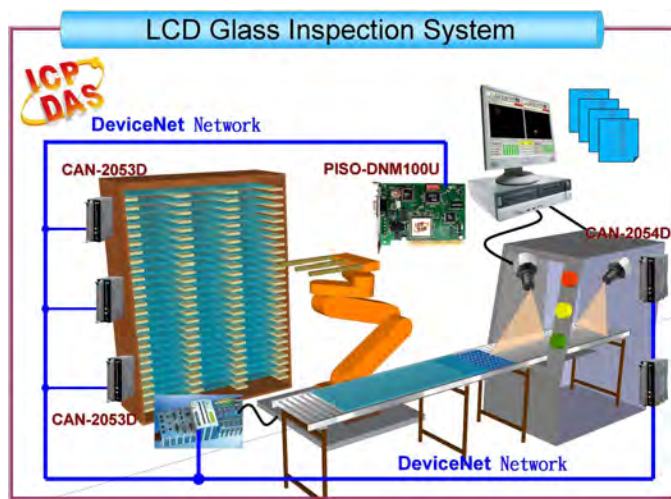 LCD Glass Inspection System
ICP
DAS
DeviceNet Network
CAN-2053D
PISO-DNM100U
CAN-2054D
CAN-2053D
DeviceNet Network